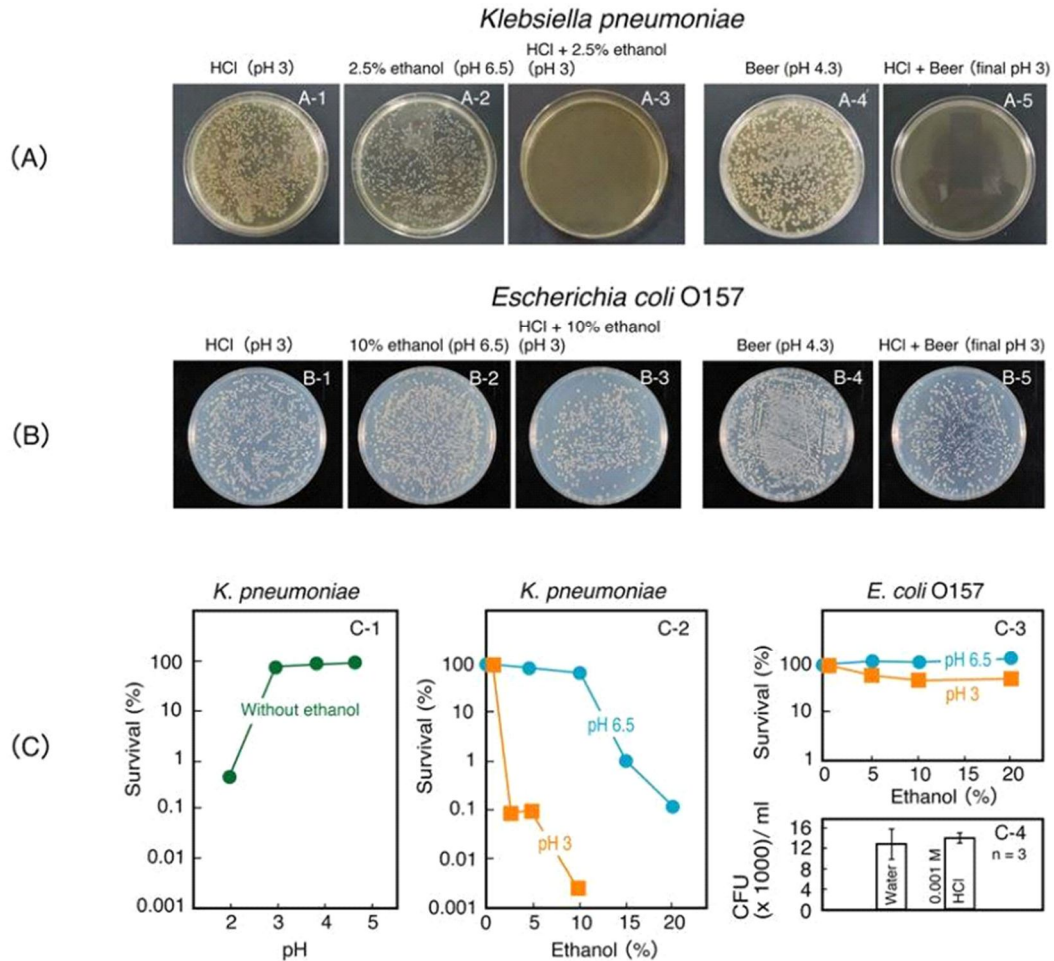 Klebsiella pneumoniae
HCl (pH 3)
2.5% ethanol (pH 6.5)
HCl + 2.5% ethanol
(pH 3)
Beer (pH 4.3)
HCl + Beer (final pH 3)
(A)
A-1
A-2
A-3
A-4
A-5
Escherichia coli O157
HCl (pH 3)
10% ethanol (pH 6.5)
HCl + 10% ethanol
(pH 3)
Beer (pH 4.3)
HCl + Beer (final pH 3)
(B)
B-1
B-2
B-3
B-4
B-5
(C)
K. pneumoniae
C-1
Survival (%)
100
10
1
0.1
0.01
0.001
Without ethanol
2 3 4 5
pH
K. pneumoniae
C-2
Survival (%)
100
10
1
0.1
0.01
0.001
pH 6.5
pH 3
0 5 10 15 20
Ethanol (%)
E. coli O157
C-3
Survival (%)
100
10
1
pH 6.5
pH 3
0 5 10 15 20
Ethanol (%)
C-4
n = 3
CFU
(x 1000)/ ml
16
12
8
4
0
Water
0.001 M
HCl